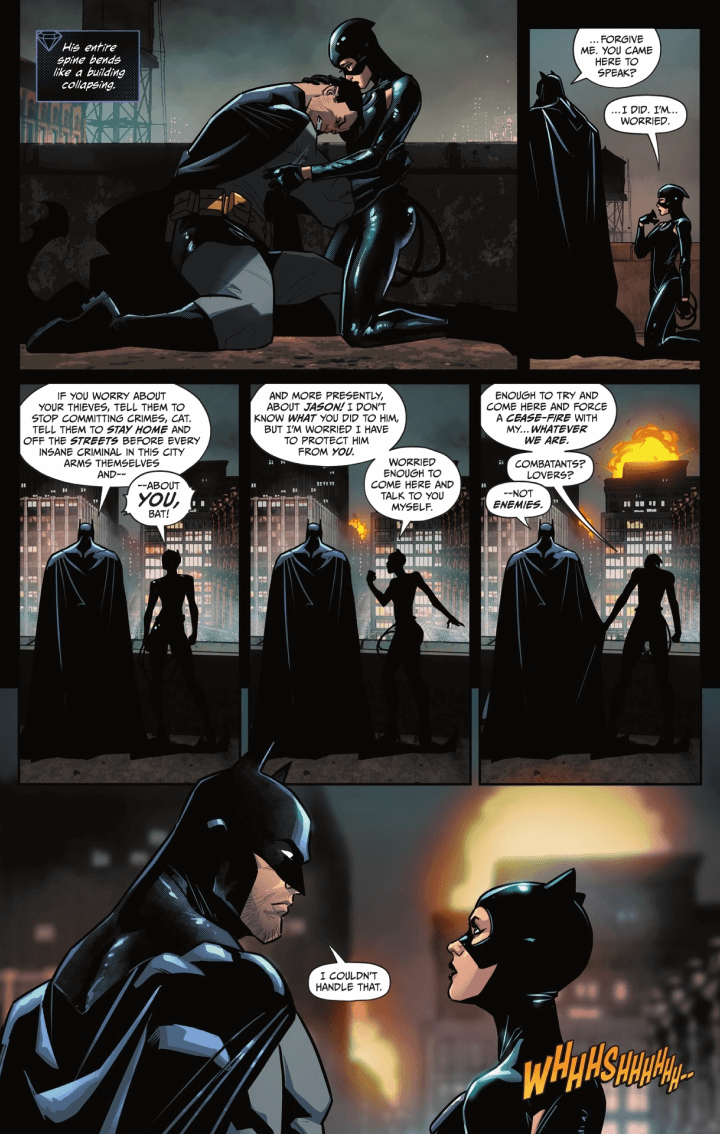 His entire
spine bends
like a building
collapsing.
...FORGIVE
ME. YOU CAME
HERE TO
SPEAK?
...I DID. I'M...
WORRIED.
IF YOU WORRY ABOUT
YOUR THIEVES, TELL THEM TO
STOP COMMITTING CRIMES, CAT.
TELL THEM TO STAY HOME AND
OFF THE STREETS BEFORE EVERY
INSANE CRIMINAL IN THIS CITY
ARMS THEMSELVES
AND--
--ABOUT
YOU,
BAT!
AND MORE PRESENTLY,
ABOUT JASON! I DON'T
KNOW WHAT YOU DID TO HIM,
BUT I'M WORRIED I HAVE
TO PROTECT HIM
FROM YOU.
WORRIED
ENOUGH TO
COME HERE AND
TALK TO YOU
MYSELF.
ENOUGH TO TRY AND
COME HERE AND FORCE
A CEASE-FIRE WITH
MY...WHATEVER
WE ARE.
COMBATANTS?
LOVERS?
--NOT
ENEMIES.
I COULDN'T
HANDLE THAT.
WHHHSHHHHHH--